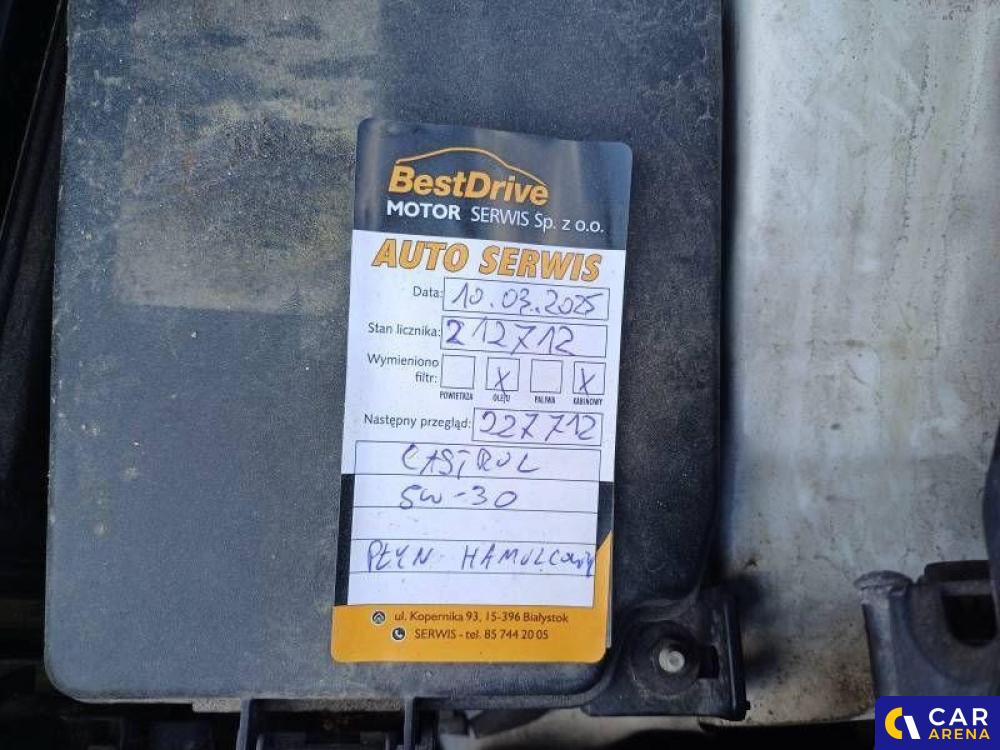 BestDrive
MOTOR SERWIS Sp. z o.o.
AUTO SERWIS
Data: 10.03.2025
Stan licznika: 212712
Wymieniono
filtr: X X
POWIETRZA OLEJU PALIWA KABINOWY
Następny przegląd: 227712
CASTROL
5W-30
PŁYN HAMULCOWY
ul. Kopernika 93, 15-396 Białystok
SERWIS - tel. 85 744 20 05
CAR
ARENA